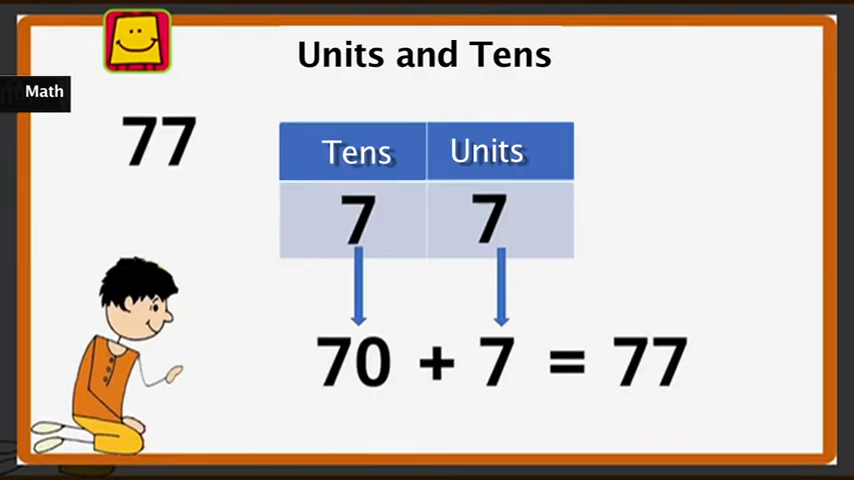 Units and Tens
Math
77
Tens Units
7 7
70 + 7 = 77